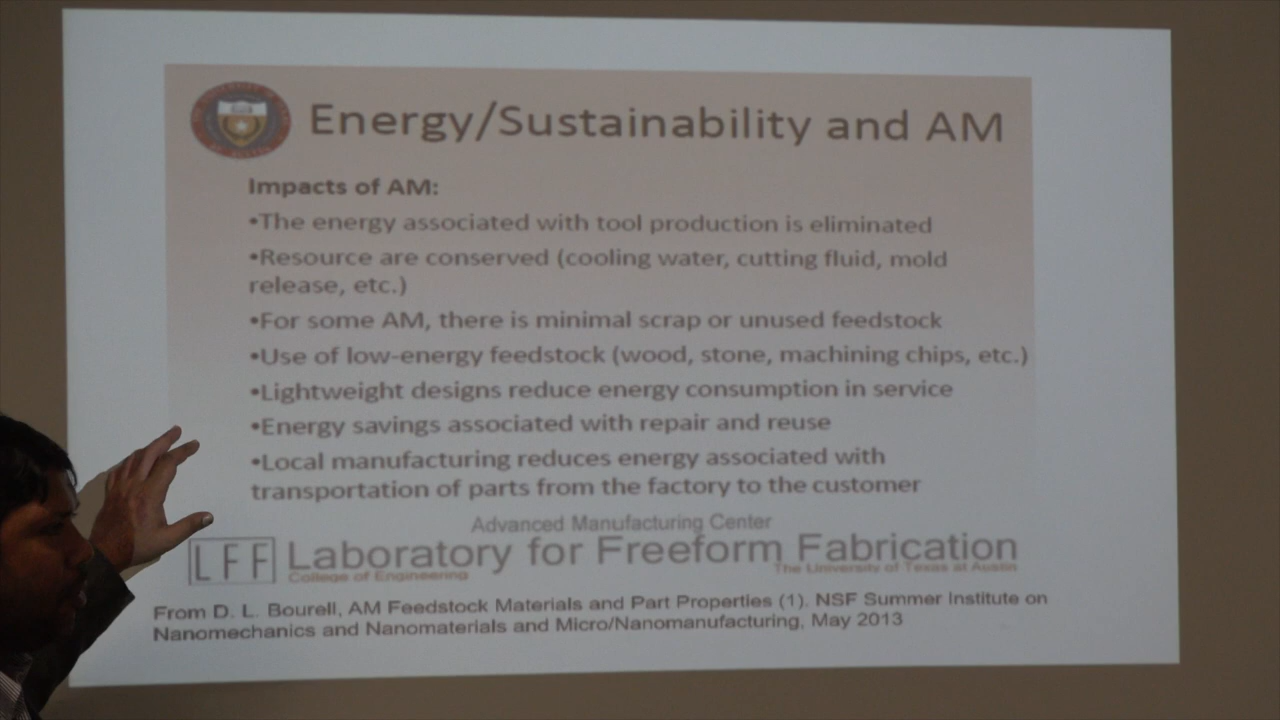 Energy/Sustainability and AM
Impacts of AM:
•The energy associated with tool production is eliminated
•Resource are conserved (cooling water, cutting fluid, mold
release, etc.)
•For some AM, there is minimal scrap or unused feedstock
•Use of low-energy feedstock (wood, stone, machining chips, etc.)
•Lightweight designs reduce energy consumption in service
•Energy savings associated with repair and reuse
•Local manufacturing reduces energy associated with
transportation of parts from the factory to the customer
Advanced Manufacturing Center
LFF Laboratory for Freeform Fabrication
College of Engineering The University of Texas at Austin
From D. L. Bourell, AM Feedstock Materials and Part Properties (1). NSF Summer Institute on
Nanomechanics and Nanomaterials and Micro/Nanomanufacturing, May 2013